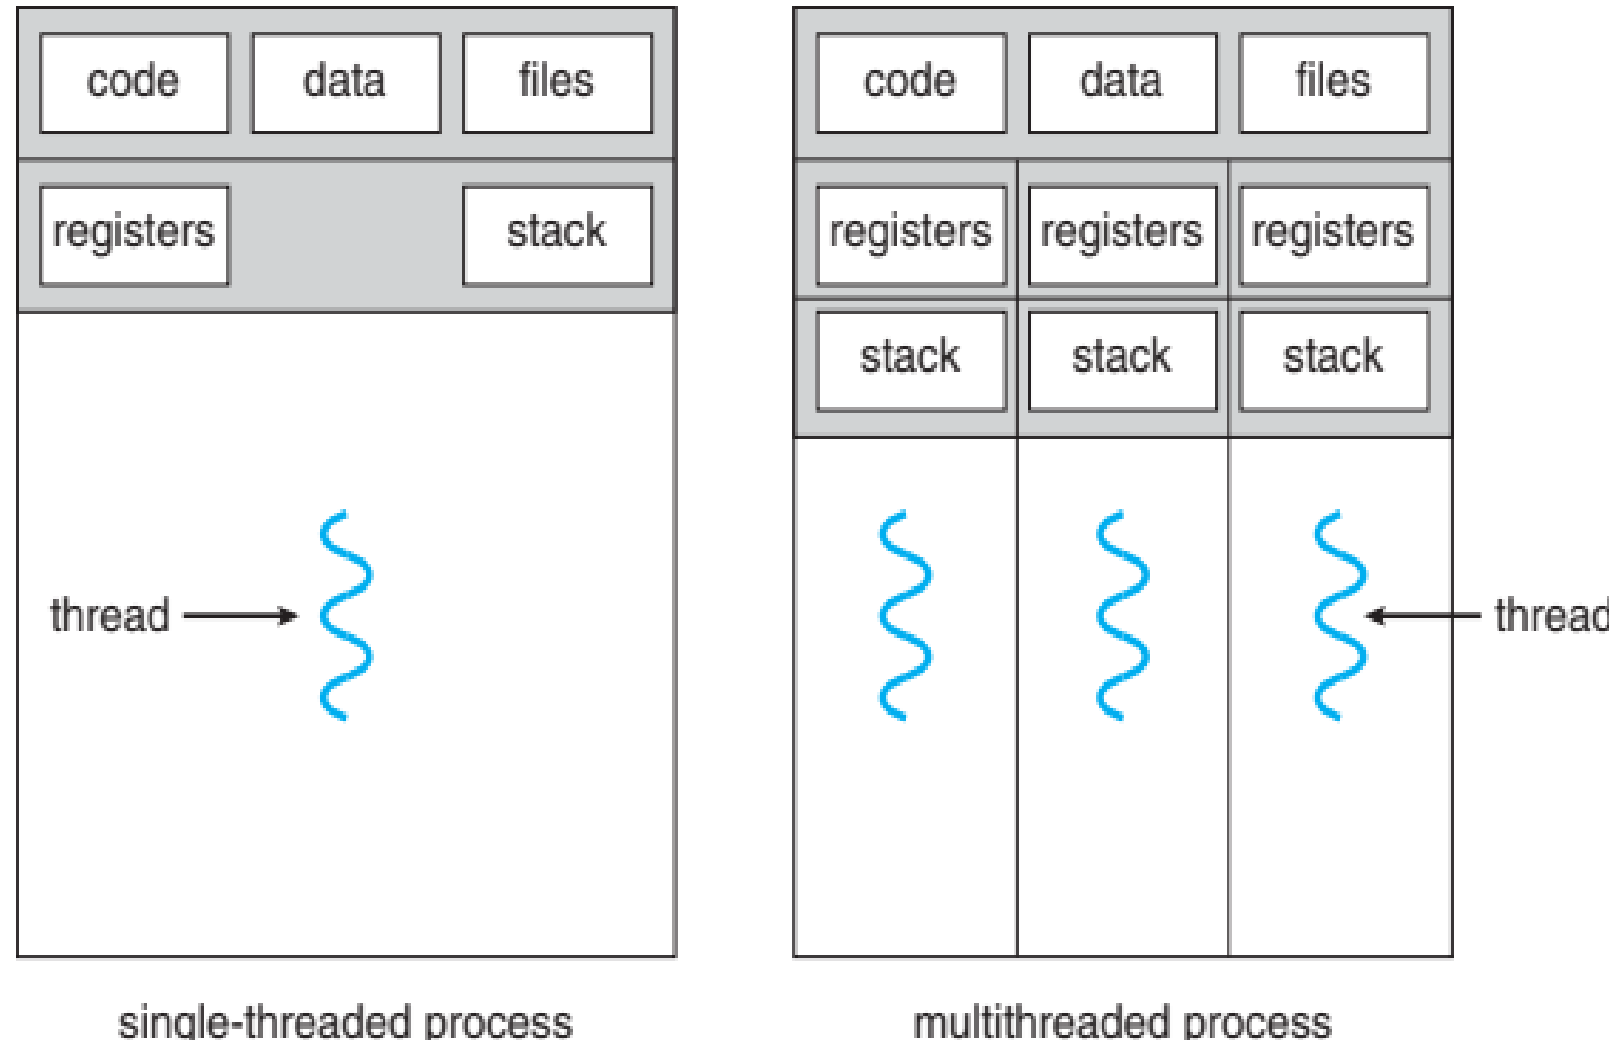 code data files
registers stack
thread
single-threaded process
code data files
registers registers registers
stack stack stack
thread
multithreaded process